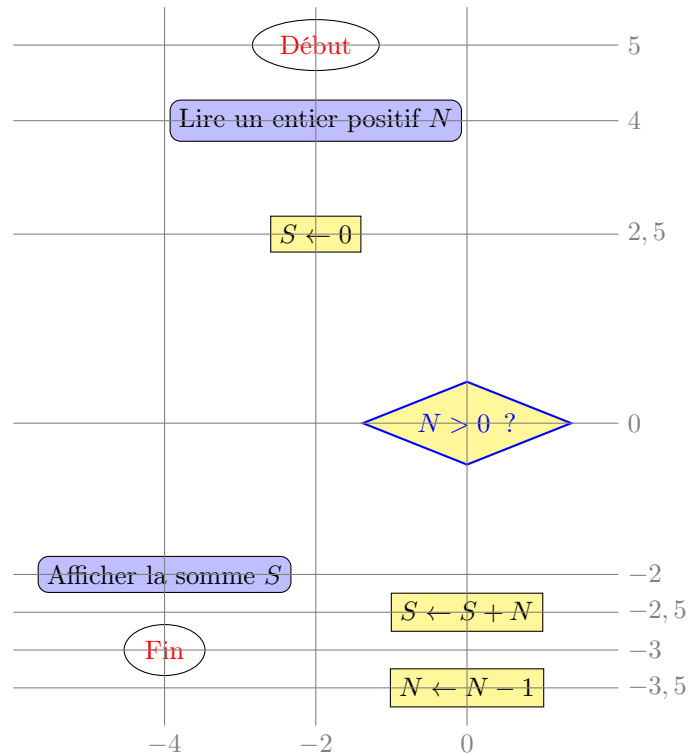 Début
5
Lire un entier positif N
4
S ← 0
2, 5
N > 0 ?
0
Afficher la somme S
−2
S ← S + N
−2, 5
Fin
−3
N ← N − 1
−3, 5
−4
−2
0